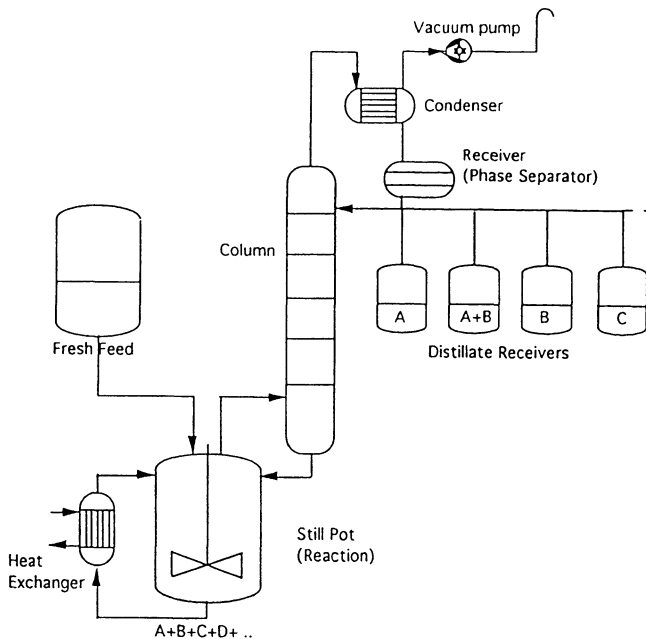 Vacuum pump
Condenser
Receiver
(Phase Separator)
Column
A
A+B
B
C
Fresh Feed
Distillate Receivers
Still Pot
(Reaction)
Heat
Exchanger
A+B+C+D+ ..